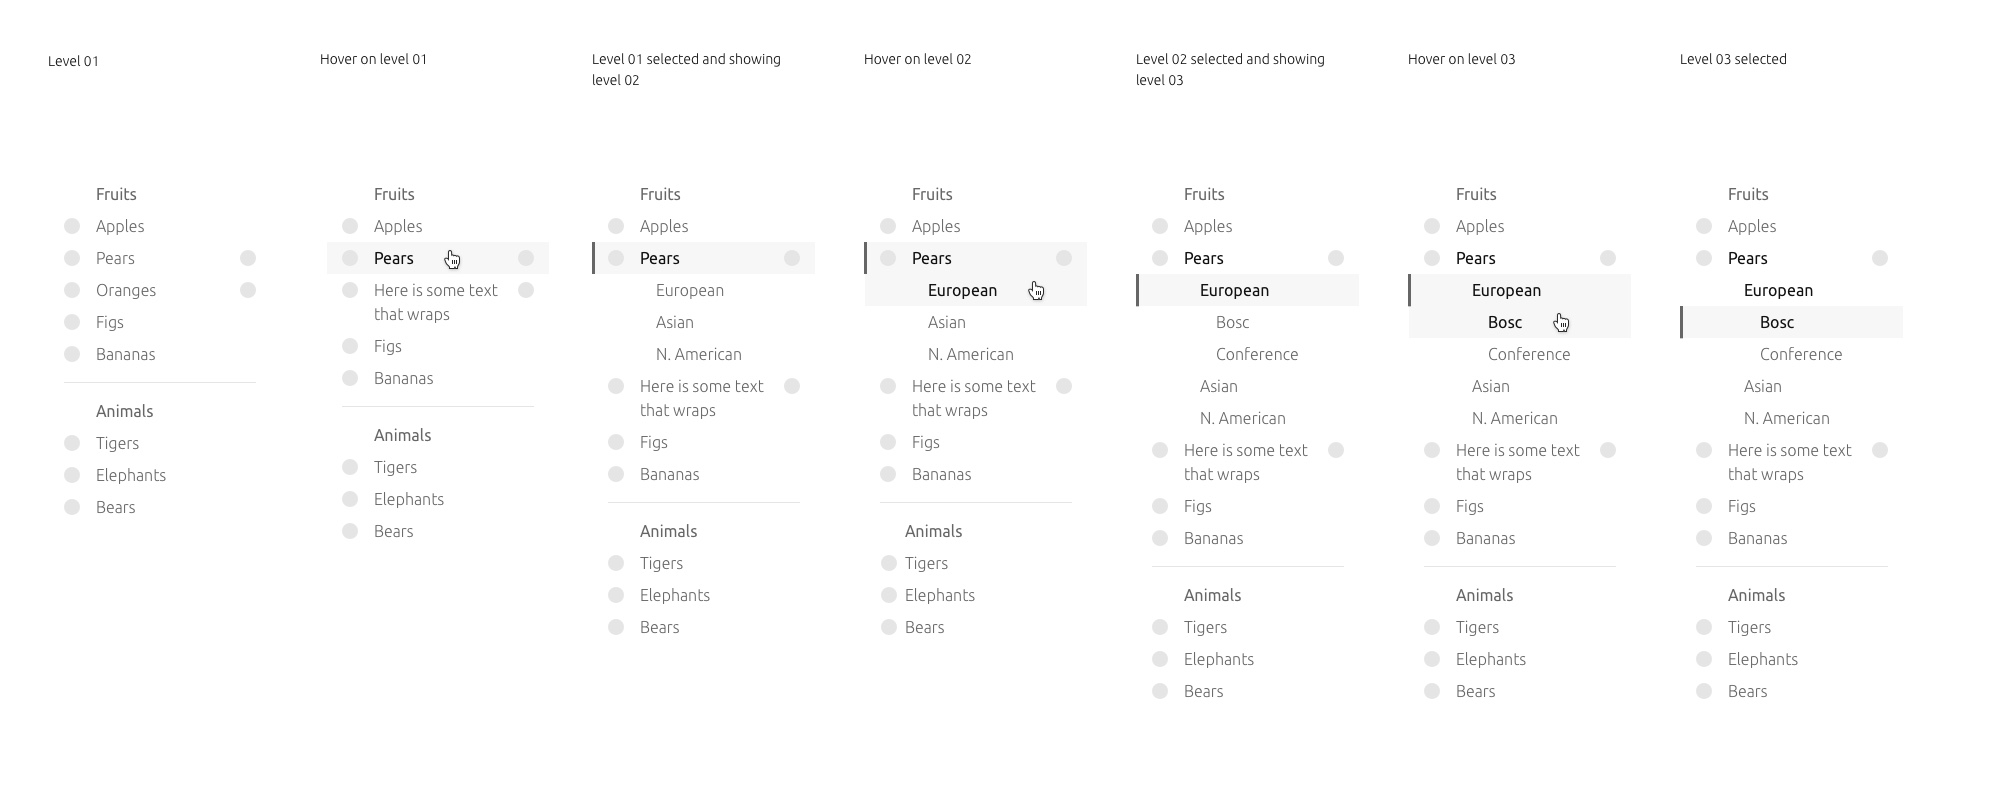 Level 01
Fruits
Apples
Pears
Oranges
Figs
Bananas
Animals
Tigers
Elephants
Bears
Hover on level 01
Fruits
Apples
Pears
Here is some text
that wraps
Figs
Bananas
Animals
Tigers
Elephants
Bears
Level 01 selected and showing
level 02
Fruits
Apples
Pears
European
Asian
N. American
Here is some text
that wraps
Figs
Bananas
Animals
Tigers
Elephants
Bears
Hover on level 02
Fruits
Apples
Pears
European
Asian
N. American
Here is some text
that wraps
Figs
Bananas
Animals
Tigers
Elephants
Bears
Level 02 selected and showing
level 03
Fruits
Apples
Pears
European
Bosc
Conference
Asian
N. American
Here is some text
that wraps
Figs
Bananas
Animals
Tigers
Elephants
Bears
Hover on level 03
Fruits
Apples
Pears
European
Bosc
Conference
Asian
N. American
Here is some text
that wraps
Figs
Bananas
Animals
Tigers
Elephants
Bears
Level 03 selected
Fruits
Apples
Pears
European
Bosc
Conference
Asian
N. American
Here is some text
that wraps
Figs
Bananas
Animals
Tigers
Elephants
Bears